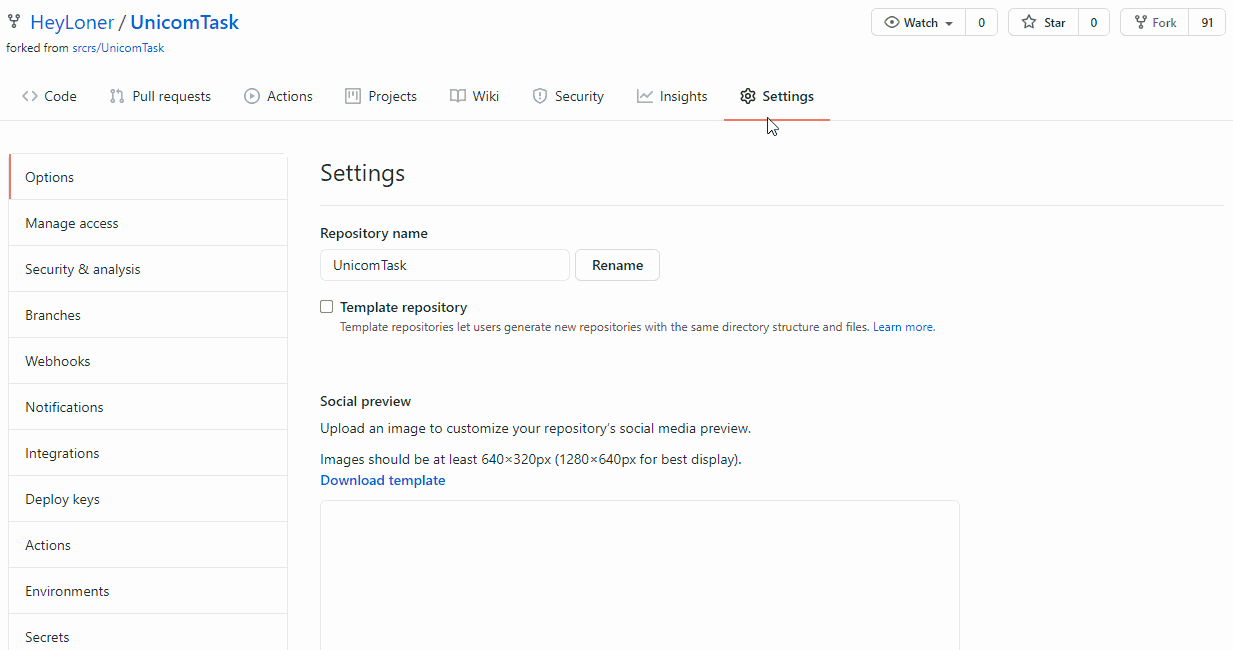 HeyLoner / UnicomTask
Watch 0 Star 0 Fork 91
forked from srcrs/UnicomTask
Code Pull requests Actions Projects Wiki Security Insights Settings
Options
Manage access
Security & analysis
Branches
Webhooks
Notifications
Integrations
Deploy keys
Actions
Environments
Secrets
Settings
Repository name
UnicomTask Rename
Template repository
Template repositories let users generate new repositories with the same directory structure and files. Learn more.
Social preview
Upload an image to customize your repository’s social media preview.
Images should be at least 640×320px (1280×640px for best display).
Download template